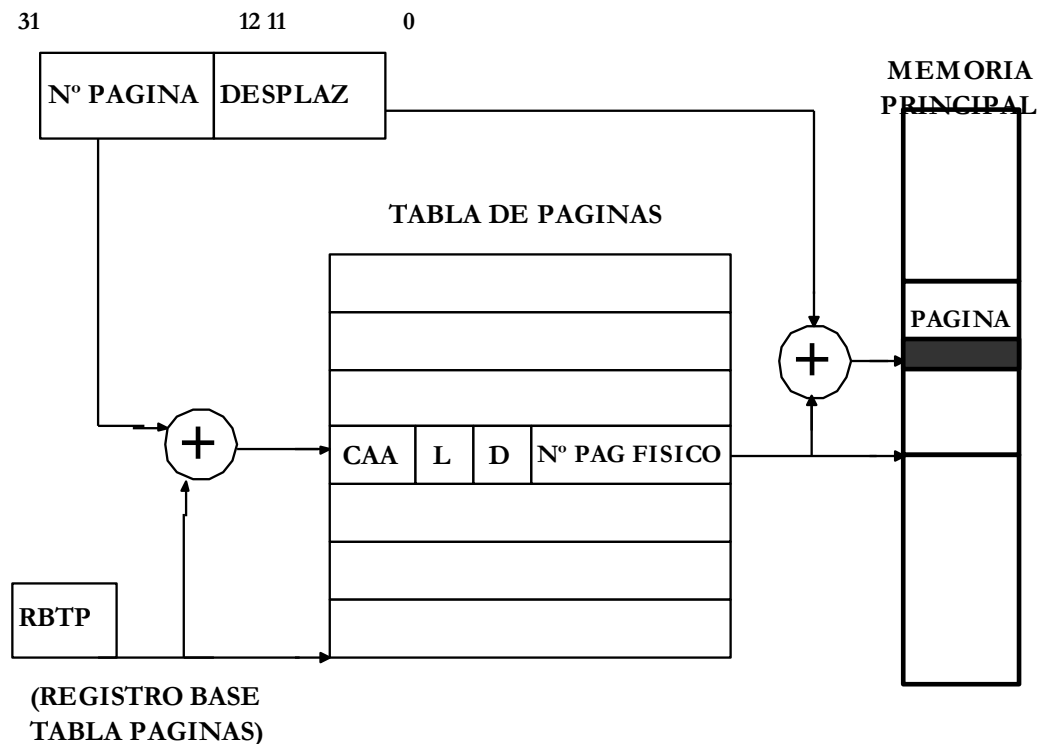 31 12 11 0
Nº PAGINA DESPLAZ
MEMORIA
PRINCIPAL
TABLA DE PAGINAS
PAGINA
+
+
CAA L D Nº PAG FISICO
RBTP
(REGISTRO BASE
TABLA PAGINAS)